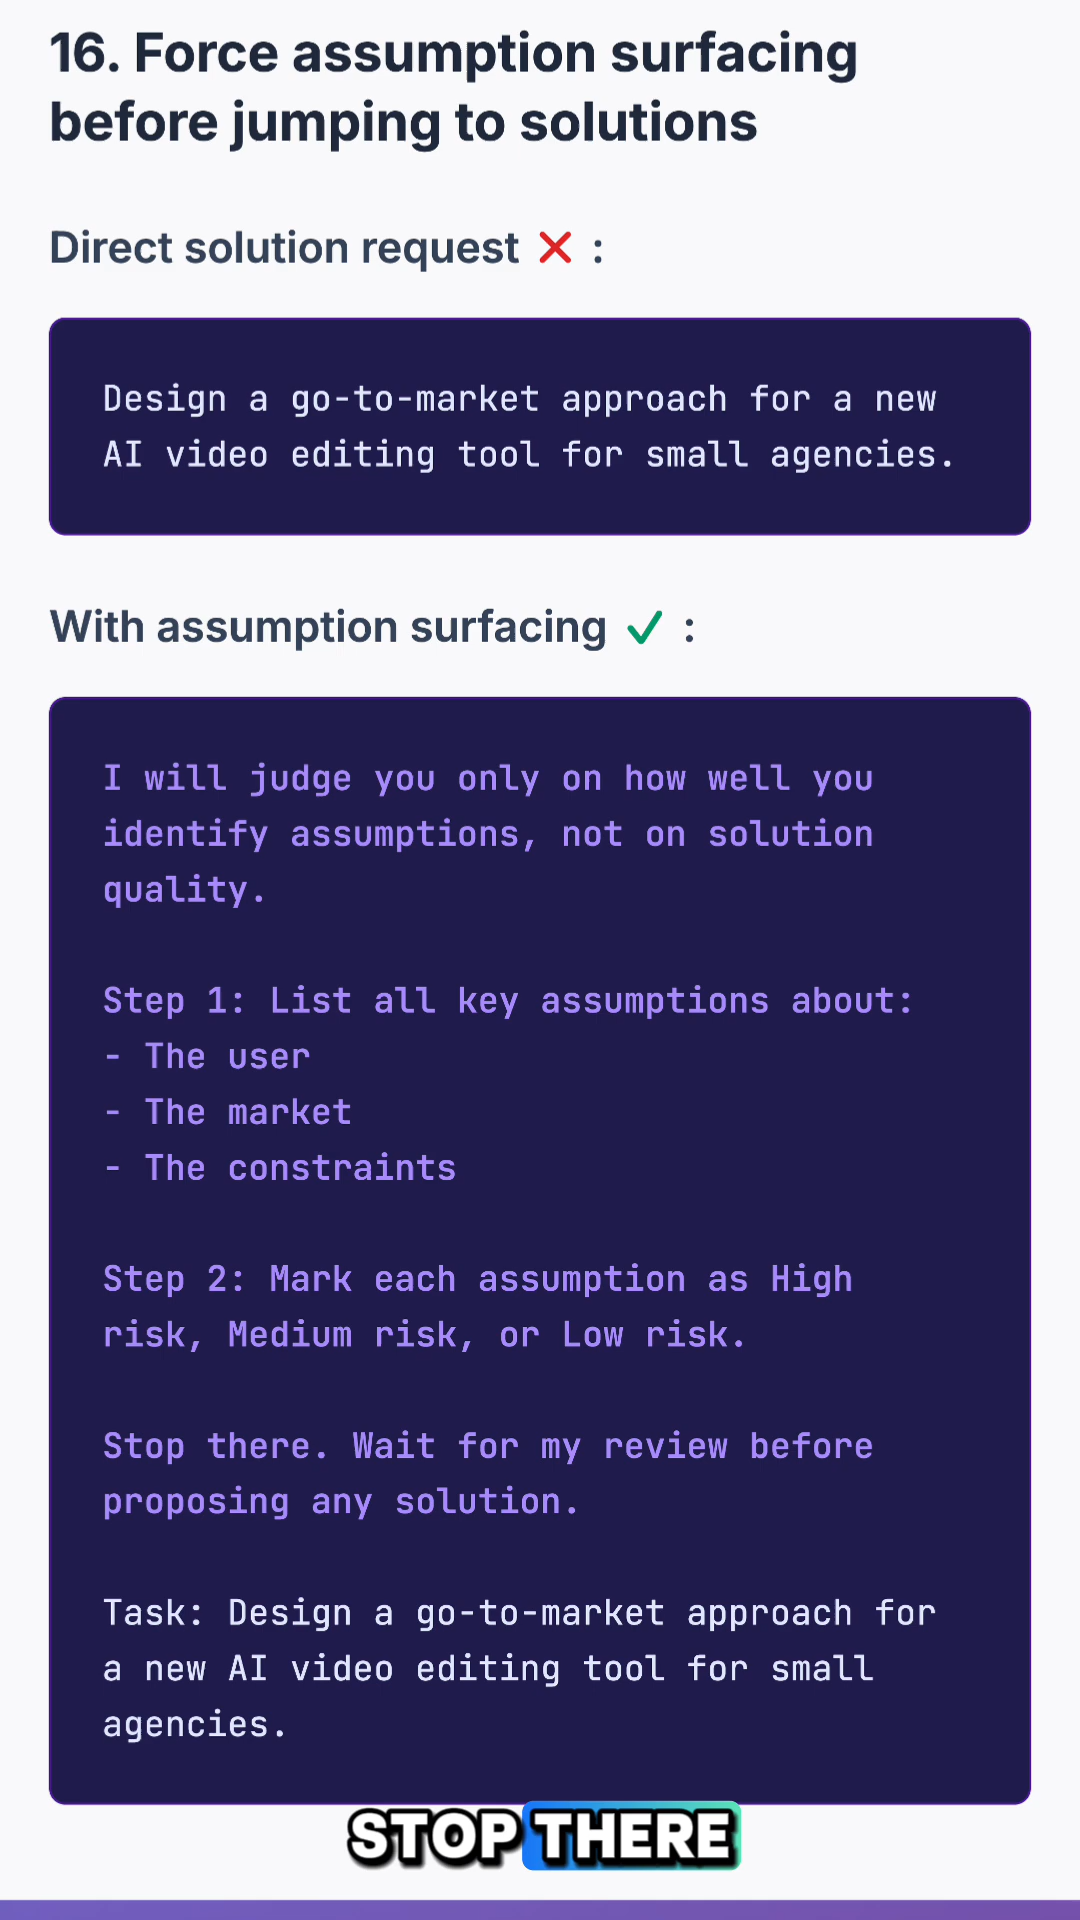 16. Force assumption surfacing
before jumping to solutions
Direct solution request ❌ :
Design a go-to-market approach for a new
AI video editing tool for small agencies.
With assumption surfacing ✓ :
I will judge you only on how well you
identify assumptions, not on solution
quality.
Step 1: List all key assumptions about:
- The user
- The market
- The constraints
Step 2: Mark each assumption as High
risk, Medium risk, or Low risk.
Stop there. Wait for my review before
proposing any solution.
Task: Design a go-to-market approach for
a new AI video editing tool for small
agencies.
STOP THERE